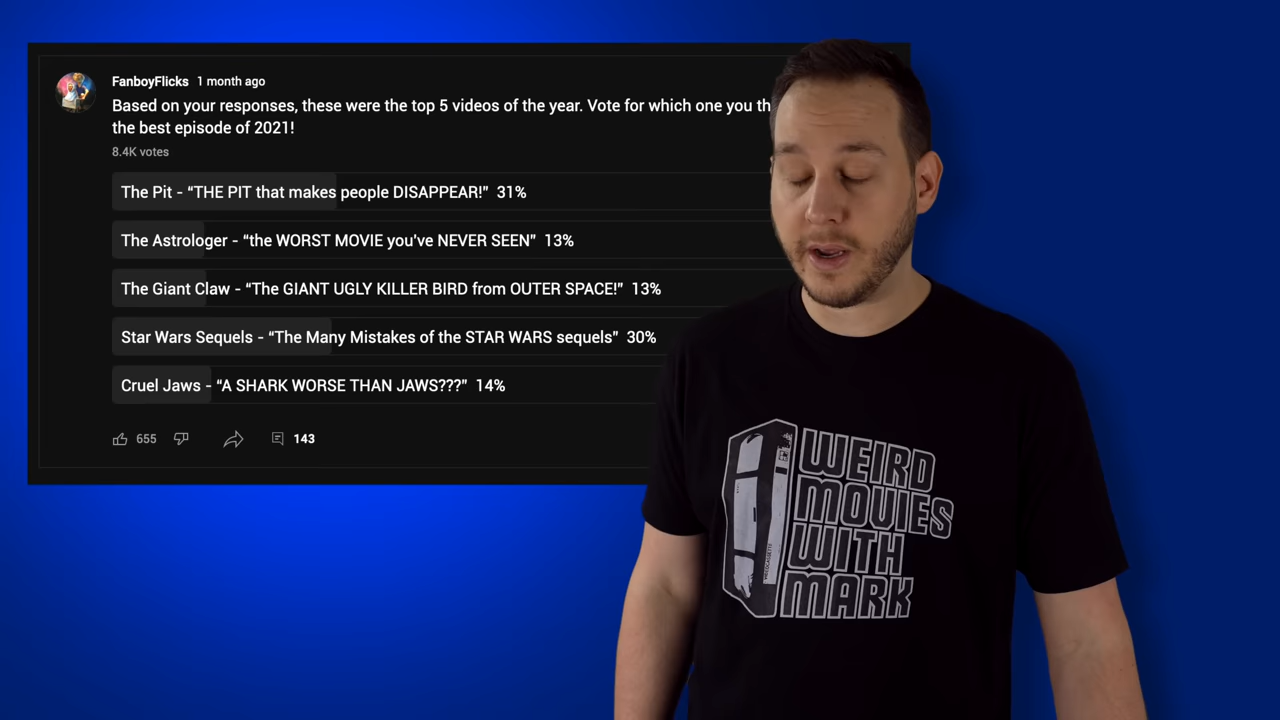 FanboyFlicks 1 month ago
Based on your responses, these were the top 5 videos of the year. Vote for which one you
the best episode of 2021!
8.4K votes
The Pit - “THE PIT that makes people DISAPPEAR!” 31%
The Astrologer - “the WORST MOVIE you’ve NEVER SEEN” 13%
The Giant Claw - “The GIANT UGLY KILLER BIRD from OUTER SPACE!” 13%
Star Wars Sequels - “The Many Mistakes of the STAR WARS sequels” 30%
Cruel Jaws - “A SHARK WORSE THAN JAWS???” 14%
655
143
WEIRD
MOVIES
WITH
MARK